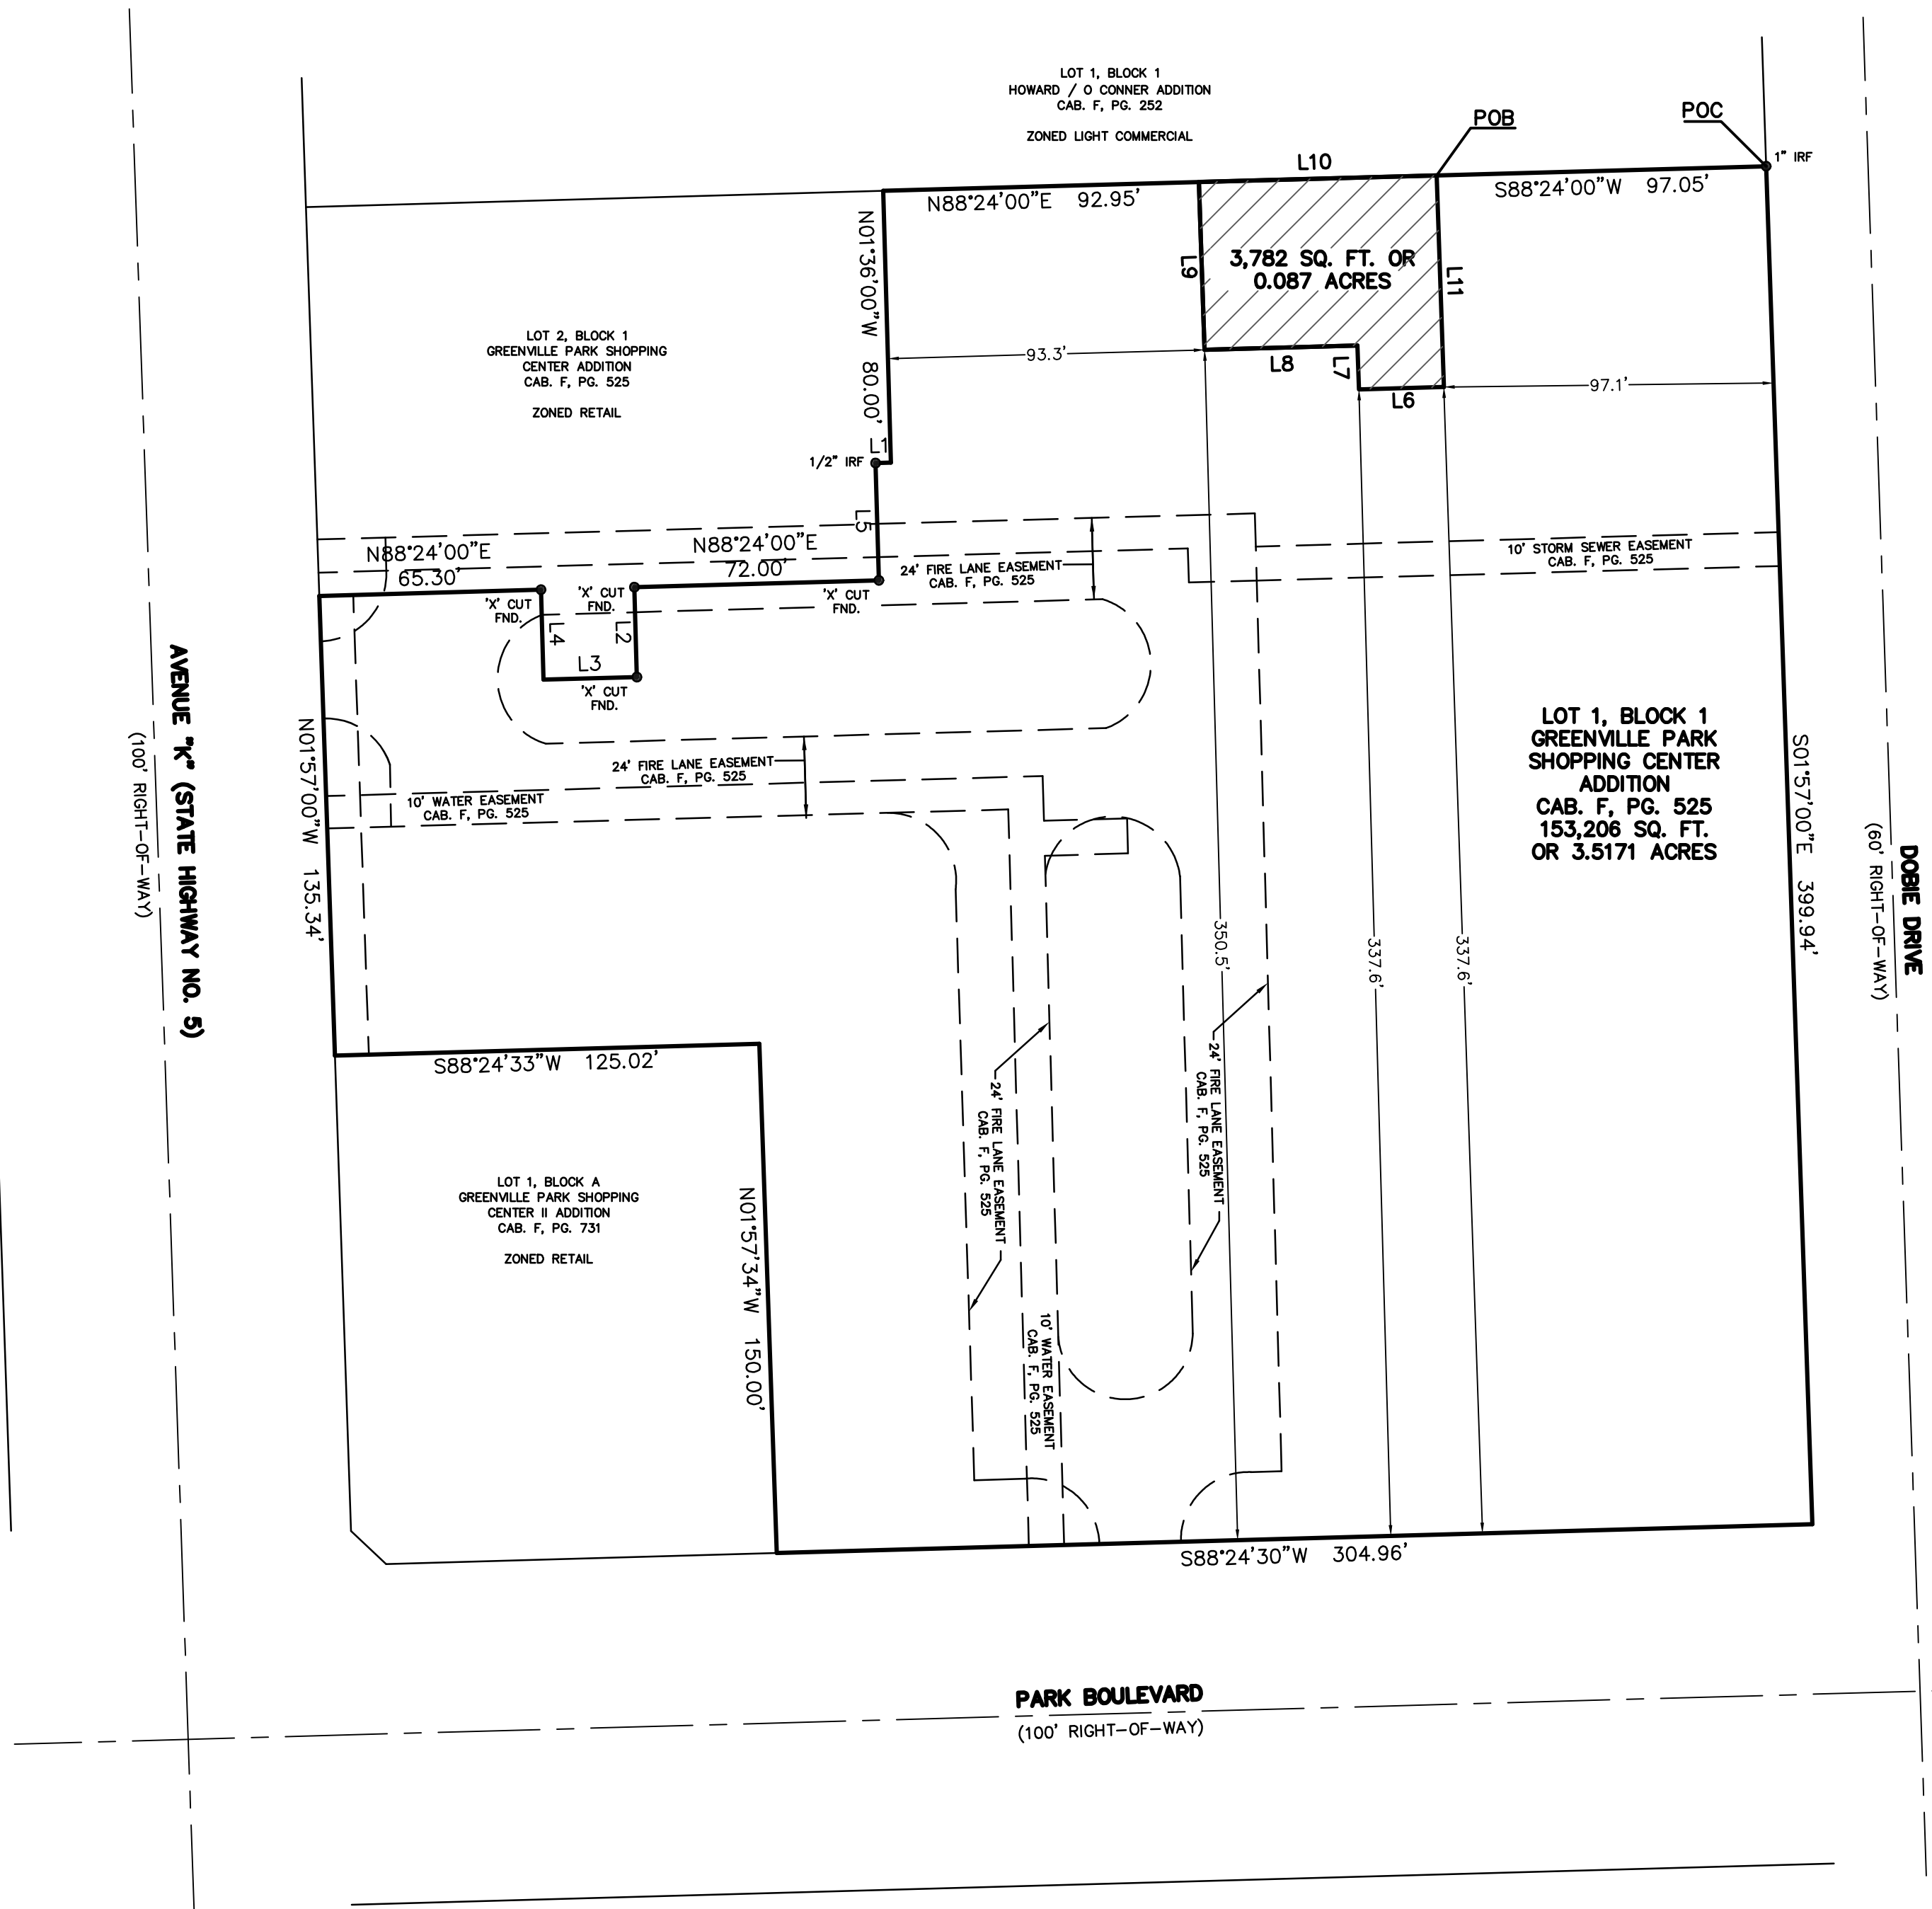 LOT 1, BLOCK 1
HOWARD / O CONNER ADDITION
CAB. F, PG. 252
ZONED LIGHT COMMERCIAL
POB
POC
1" IRF
L10
N88°24'00"E 92.95'
S88°24'00"W 97.05'
N01°36'00"W 80.00'
L9
3,782 SQ. FT. OR
0.087 ACRES
L11
LOT 2, BLOCK 1
GREENVILLE PARK SHOPPING
CENTER ADDITION
CAB. F, PG. 525
ZONED RETAIL
93.3'
L8
L7
L6
97.1'
L1
1/2" IRF
L5
N88°24'00"E
65.30'
N88°24'00"E
72.00'
24' FIRE LANE EASEMENT
CAB. F, PG. 525
10' STORM SEWER EASEMENT
CAB. F, PG. 525
'X' CUT
FND.
'X' CUT
FND.
'X' CUT
FND.
L4
L2
L3
'X' CUT
FND.
AVENUE "K" (STATE HIGHWAY NO. 5)
(100' RIGHT-OF-WAY)
N01°57'00"W 135.34'
24' FIRE LANE EASEMENT
CAB. F, PG. 525
10' WATER EASEMENT
CAB. F, PG. 525
LOT 1, BLOCK 1
GREENVILLE PARK
SHOPPING CENTER
ADDITION
CAB. F, PG. 525
153,206 SQ. FT.
OR 3.5171 ACRES
S01°57'00"E 399.94'
DOBIE DRIVE
(60' RIGHT-OF-WAY)
350.5'
337.6'
337.6'
S88°24'33"W 125.02'
24' FIRE LANE EASEMENT
CAB. F, PG. 525
24' FIRE LANE EASEMENT
CAB. F, PG. 525
LOT 1, BLOCK A
GREENVILLE PARK SHOPPING
CENTER II ADDITION
CAB. F, PG. 731
ZONED RETAIL
N01°57'34"W 150.00'
10' WATER EASEMENT
CAB. F, PG. 525
S88°24'30"W 304.96'
PARK BOULEVARD
(100' RIGHT-OF-WAY)